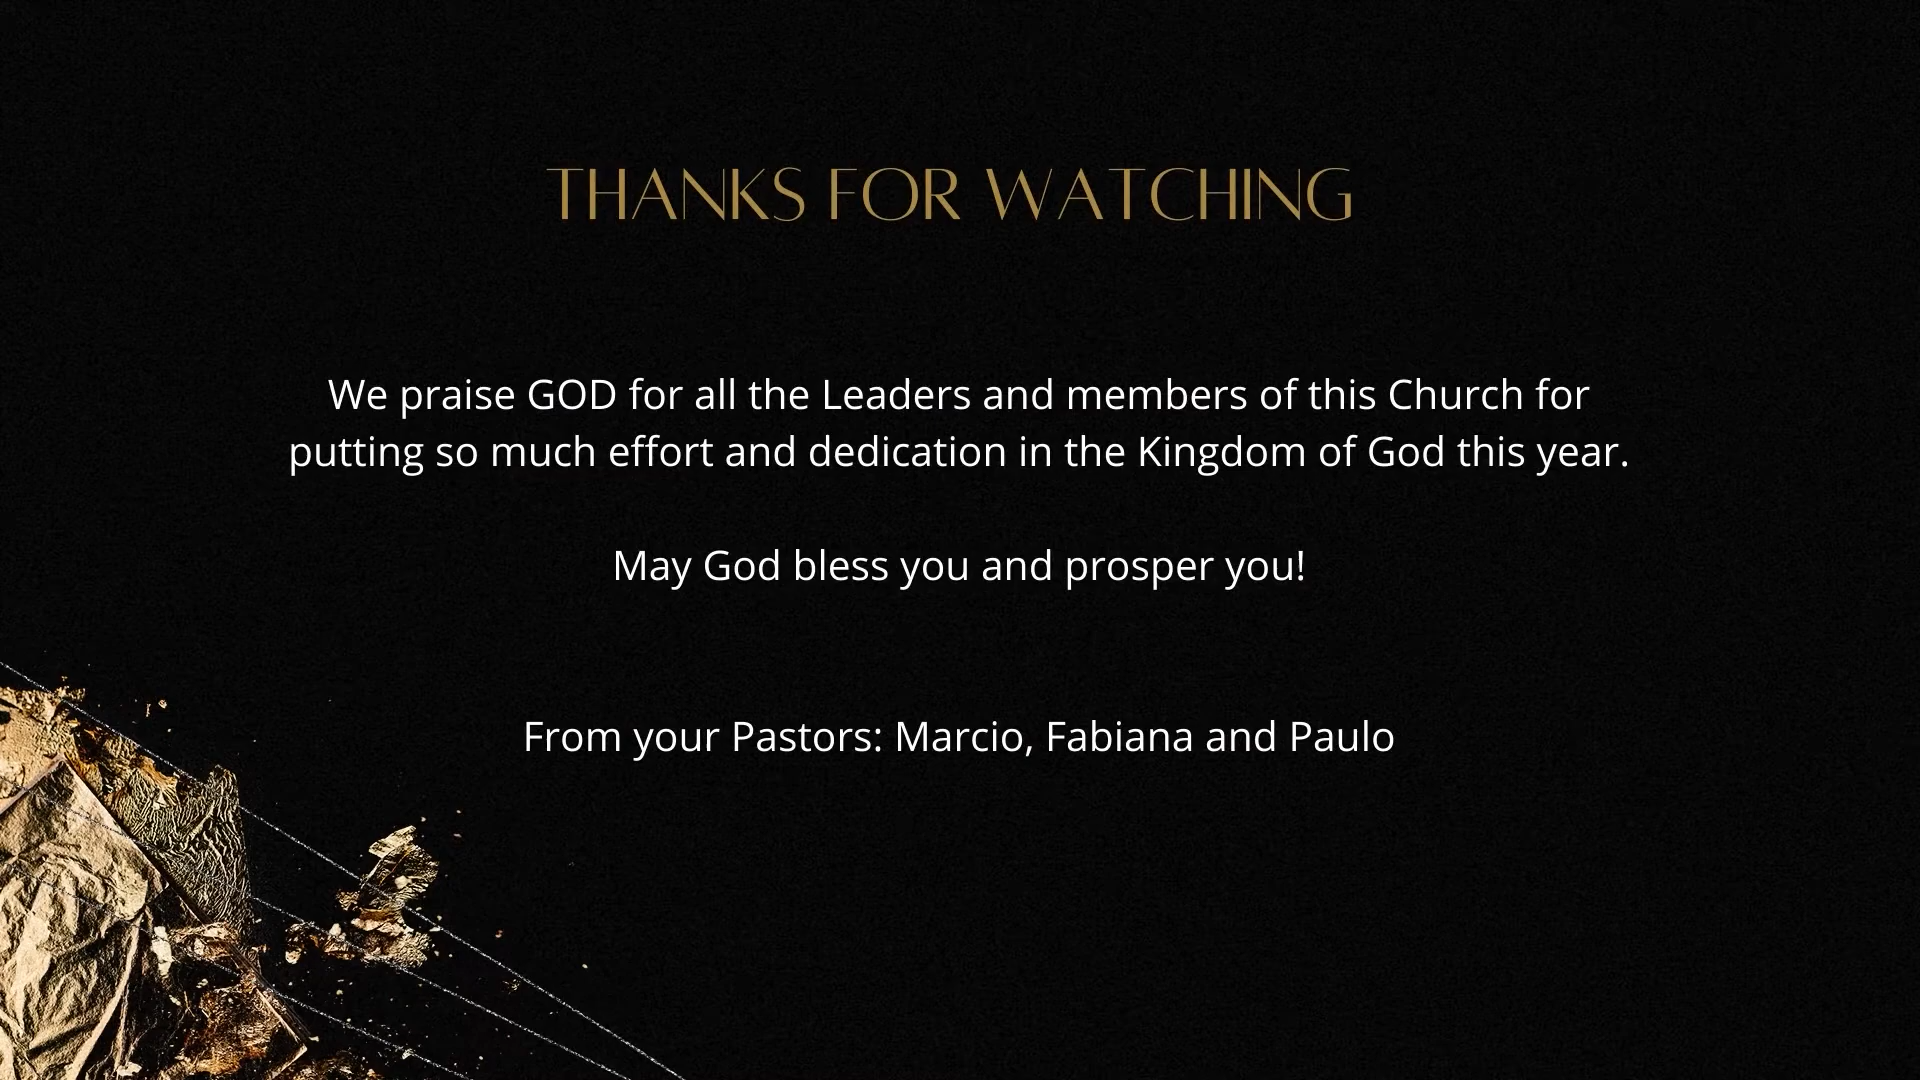 THANKS FOR WATCHING
We praise GOD for all the Leaders and members of this Church for
putting so much effort and dedication in the Kingdom of God this year.
May God bless you and prosper you!
From your Pastors: Marcio, Fabiana and Paulo